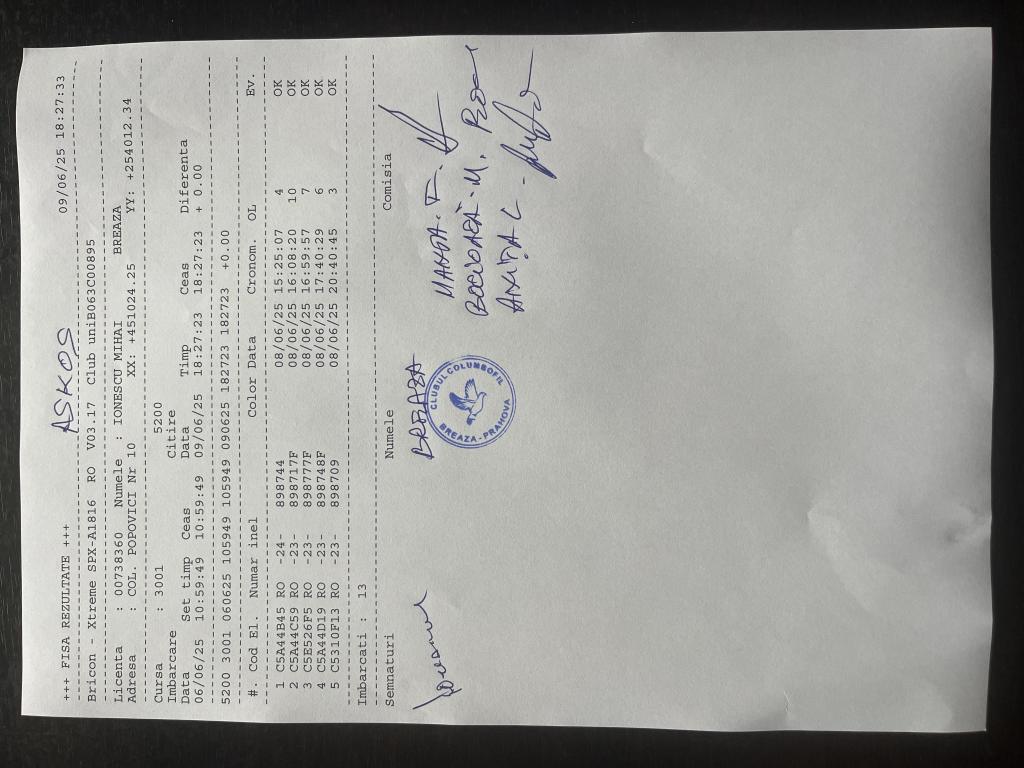 ASKOS
+++ FISA REZULTATE +++ 09/06/25 18:27:33
Bricon - Xtreme SPX-A1816 RO V03.17 Club uniB063C00895
Licenta : 00738360 Numele : IONESCU MIHAI BREAZA
Adresa : COL. POPOVICI Nr 10 XX: +451024.25 YY: +254012.34
Cursa : 3001 5200
Imbarcare Citire
Data Set timp Ceas Data Timp Ceas Diferenta
06/06/25 10:59:49 10:59:49 09/06/25 18:27:23 18:27:23 + 0.00
5200 3001 060625 105949 105949 090625 182723 182723 +0.00
#. Cod El. Numar inel Color Data Cronom. OL Ev.
1 C5A44B45 RO -24- 898744 08/06/25 15:25:07 4 OK
2 C5A44C59 RO -23- 898717F 08/06/25 16:08:20 10 OK
3 C5E526F5 RO -23- 898777F 08/06/25 16:59:57 7 OK
4 C5A44D19 RO -23- 898748F 08/06/25 17:40:29 6 OK
5 C5310F13 RO -23- 898709 08/06/25 20:40:45 3 OK
Imbarcati : 13
Semnaturi Numele Comisia
BREAZA
CLUBUL COLUMBOFIL
BREAZA-PRAHOVA